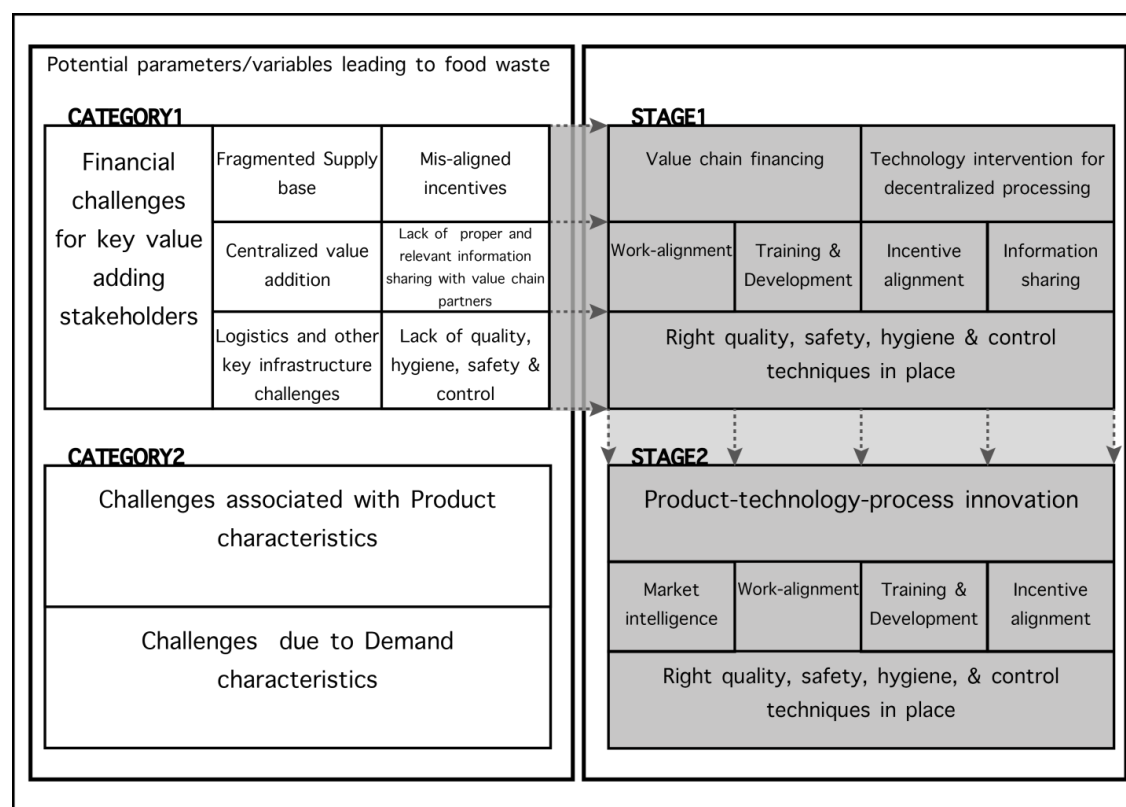 Potential parameters/variables leading to food waste
CATEGORY1
Financial
challenges
for key value
adding
stakeholders
Fragmented Supply
base
Mis-aligned
incentives
Centralized value
addition
Lack of proper and
relevant information
sharing with value chain
partners
Logistics and other
key infrastructure
challenges
Lack of quality,
hygiene, safety &
control
CATEGORY2
Challenges associated with Product
characteristics
Challenges due to Demand
characteristics
STAGE1
Value chain financing
Technology intervention for
decentralized processing
Work-alignment
Training &
Development
Incentive
alignment
Information
sharing
Right quality, safety, hygiene & control
techniques in place
STAGE2
Product-technology-process innovation
Market
intelligence
Work-alignment
Training &
Development
Incentive
alignment
Right quality, safety, hygiene, & control
techniques in place